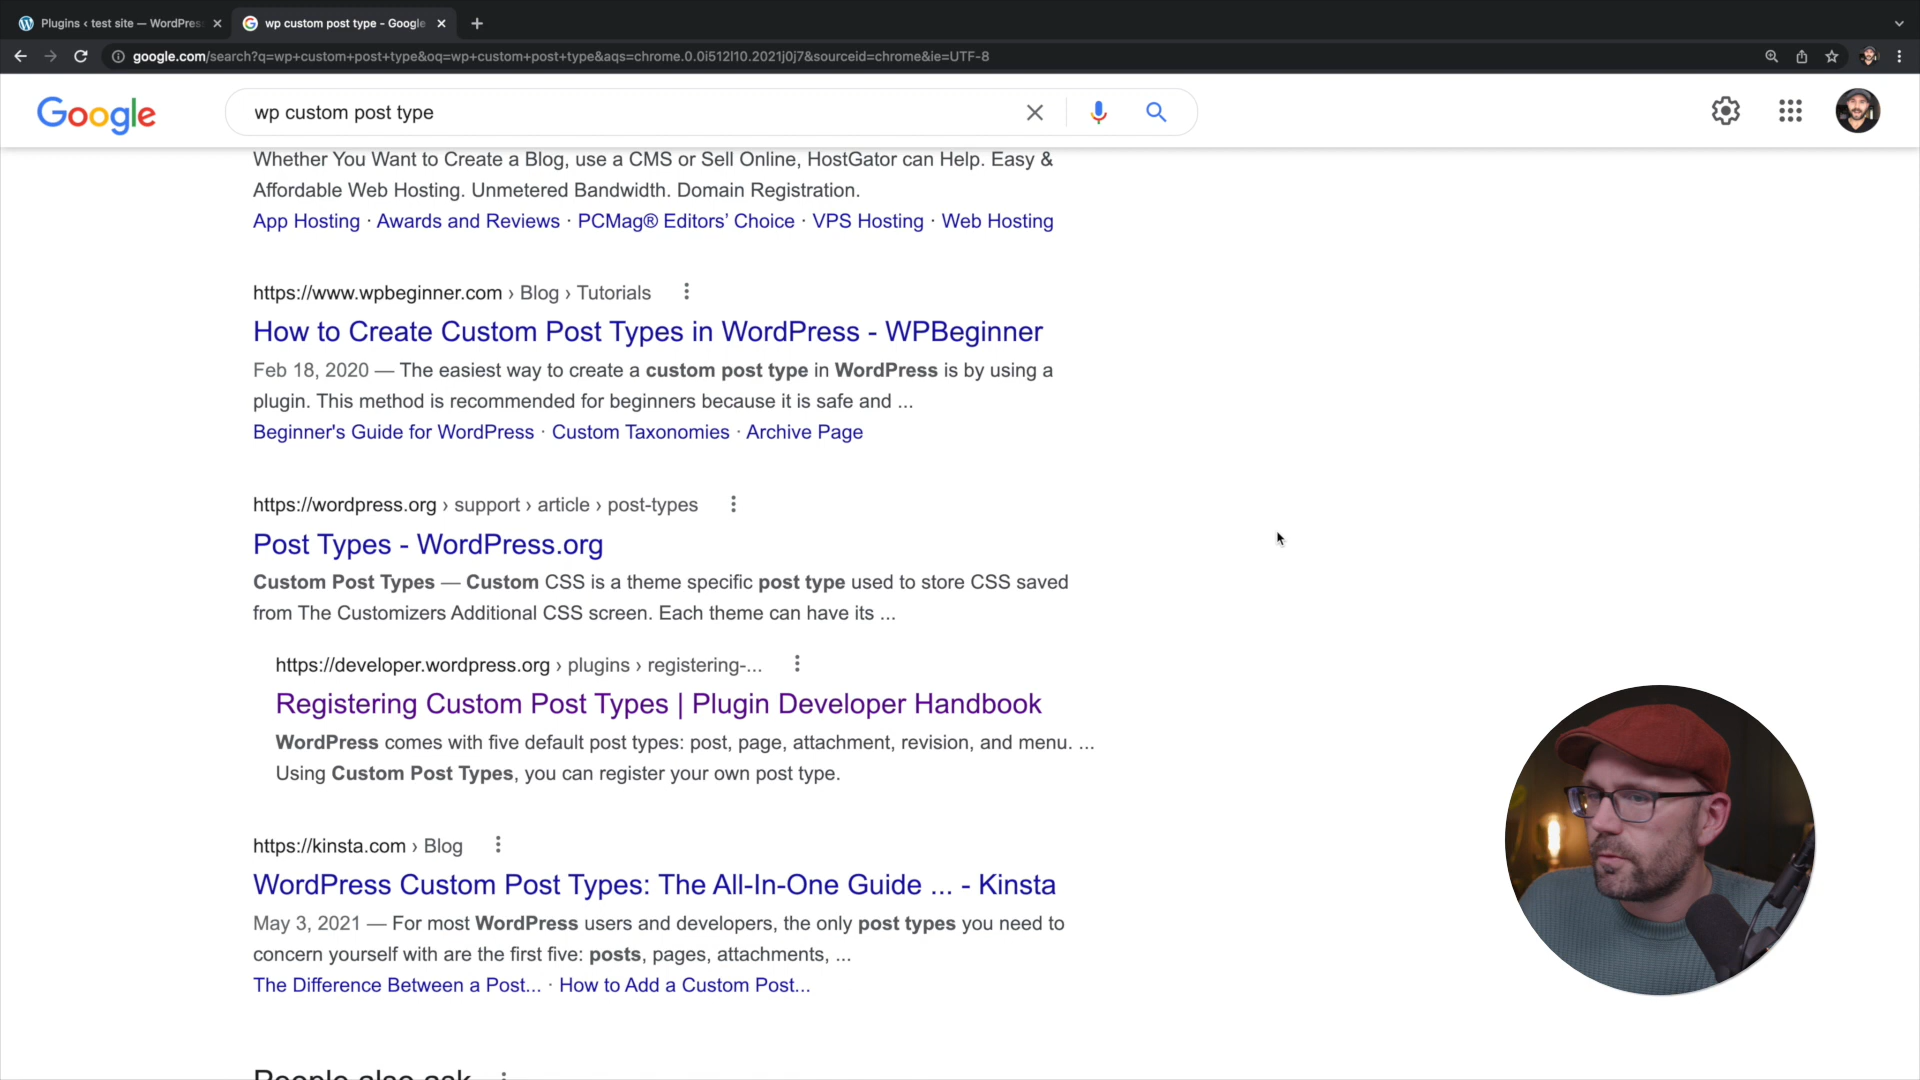 Plugins ‹ test site — WordPres
wp custom post type - Google
google.com/search?q=wp+custom+post+type&oq=wp+custom+post+type&aqs=chrome.0.0i512l10.2021j0j7&sourceid=chrome&ie=UTF-8
Google
wp custom post type
Whether You Want to Create a Blog, use a CMS or Sell Online, HostGator can Help. Easy &
Affordable Web Hosting. Unmetered Bandwidth. Domain Registration.
App Hosting · Awards and Reviews · PCMag® Editors’ Choice · VPS Hosting · Web Hosting
https://www.wpbeginner.com › Blog › Tutorials
How to Create Custom Post Types in WordPress - WPBeginner
Feb 18, 2020 — The easiest way to create a custom post type in WordPress is by using a
plugin. This method is recommended for beginners because it is safe and ...
Beginner's Guide for WordPress · Custom Taxonomies · Archive Page
https://wordpress.org › support › article › post-types
Post Types - WordPress.org
Custom Post Types — Custom CSS is a theme specific post type used to store CSS saved
from The Customizers Additional CSS screen. Each theme can have its ...
https://developer.wordpress.org › plugins › registering-...
Registering Custom Post Types | Plugin Developer Handbook
WordPress comes with five default post types: post, page, attachment, revision, and menu. ...
Using Custom Post Types, you can register your own post type.
https://kinsta.com › Blog
WordPress Custom Post Types: The All-In-One Guide ... - Kinsta
May 3, 2021 — For most WordPress users and developers, the only post types you need to
concern yourself with are the first five: posts, pages, attachments, ...
The Difference Between a Post... · How to Add a Custom Post...
People also ask